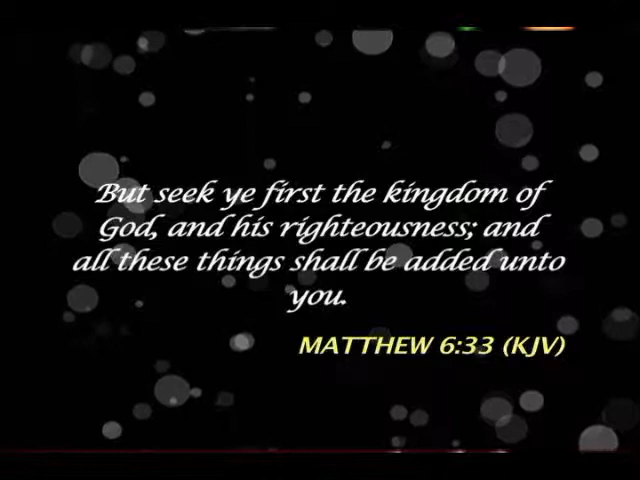 But seek ye first the kingdom of
God, and his righteousness; and
all these things shall be added unto
you.
MATTHEW 6:33 (KJV)